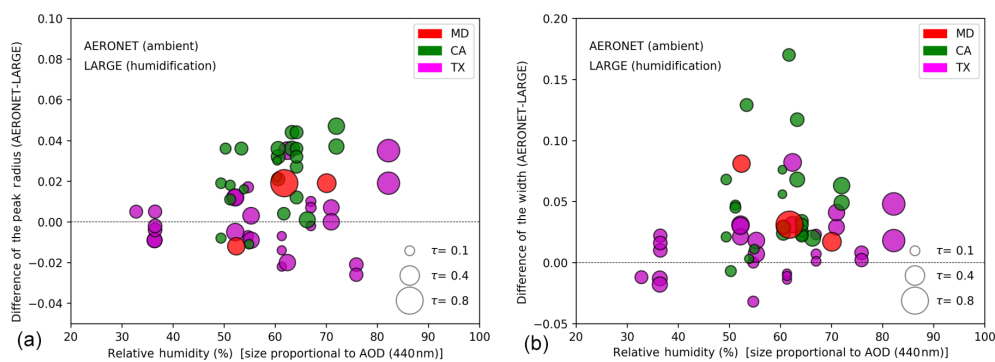 0.10
0.08
0.06
0.04
0.02
0.00
−0.02
−0.04
Difference of the peak radius (AERONET-LARGE)
AERONET (ambient)
LARGE (humidification)
MD
CA
TX
τ= 0.1
τ= 0.4
τ= 0.8
20 30 40 50 60 70 80 90 100
Relative humidity (%) [size proportional to AOD (440nm)]
(a)
0.20
0.15
0.10
0.05
0.00
−0.05
Difference of the width (AERONET-LARGE)
AERONET (ambient)
LARGE (humidification)
MD
CA
TX
τ= 0.1
τ= 0.4
τ= 0.8
20 30 40 50 60 70 80 90 100
Relative humidity (%) [size proportional to AOD (440nm)]
(b)